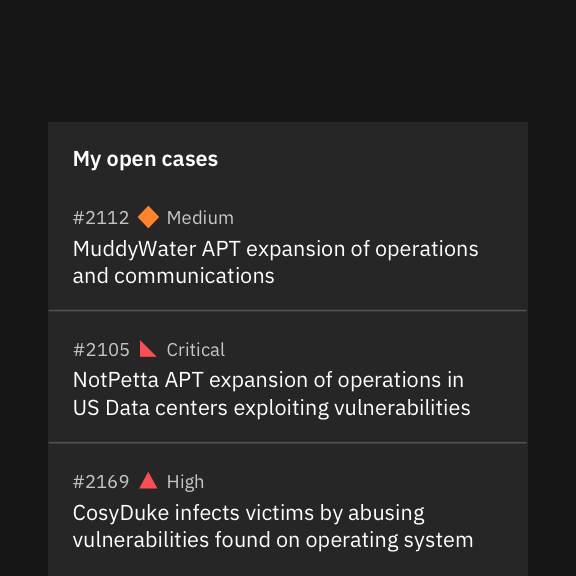 My open cases
#2112 Medium
MuddyWater APT expansion of operations
and communications
#2105 Critical
NotPetta APT expansion of operations in
US Data centers exploiting vulnerabilities
#2169 High
CosyDuke infects victims by abusing
vulnerabilities found on operating system